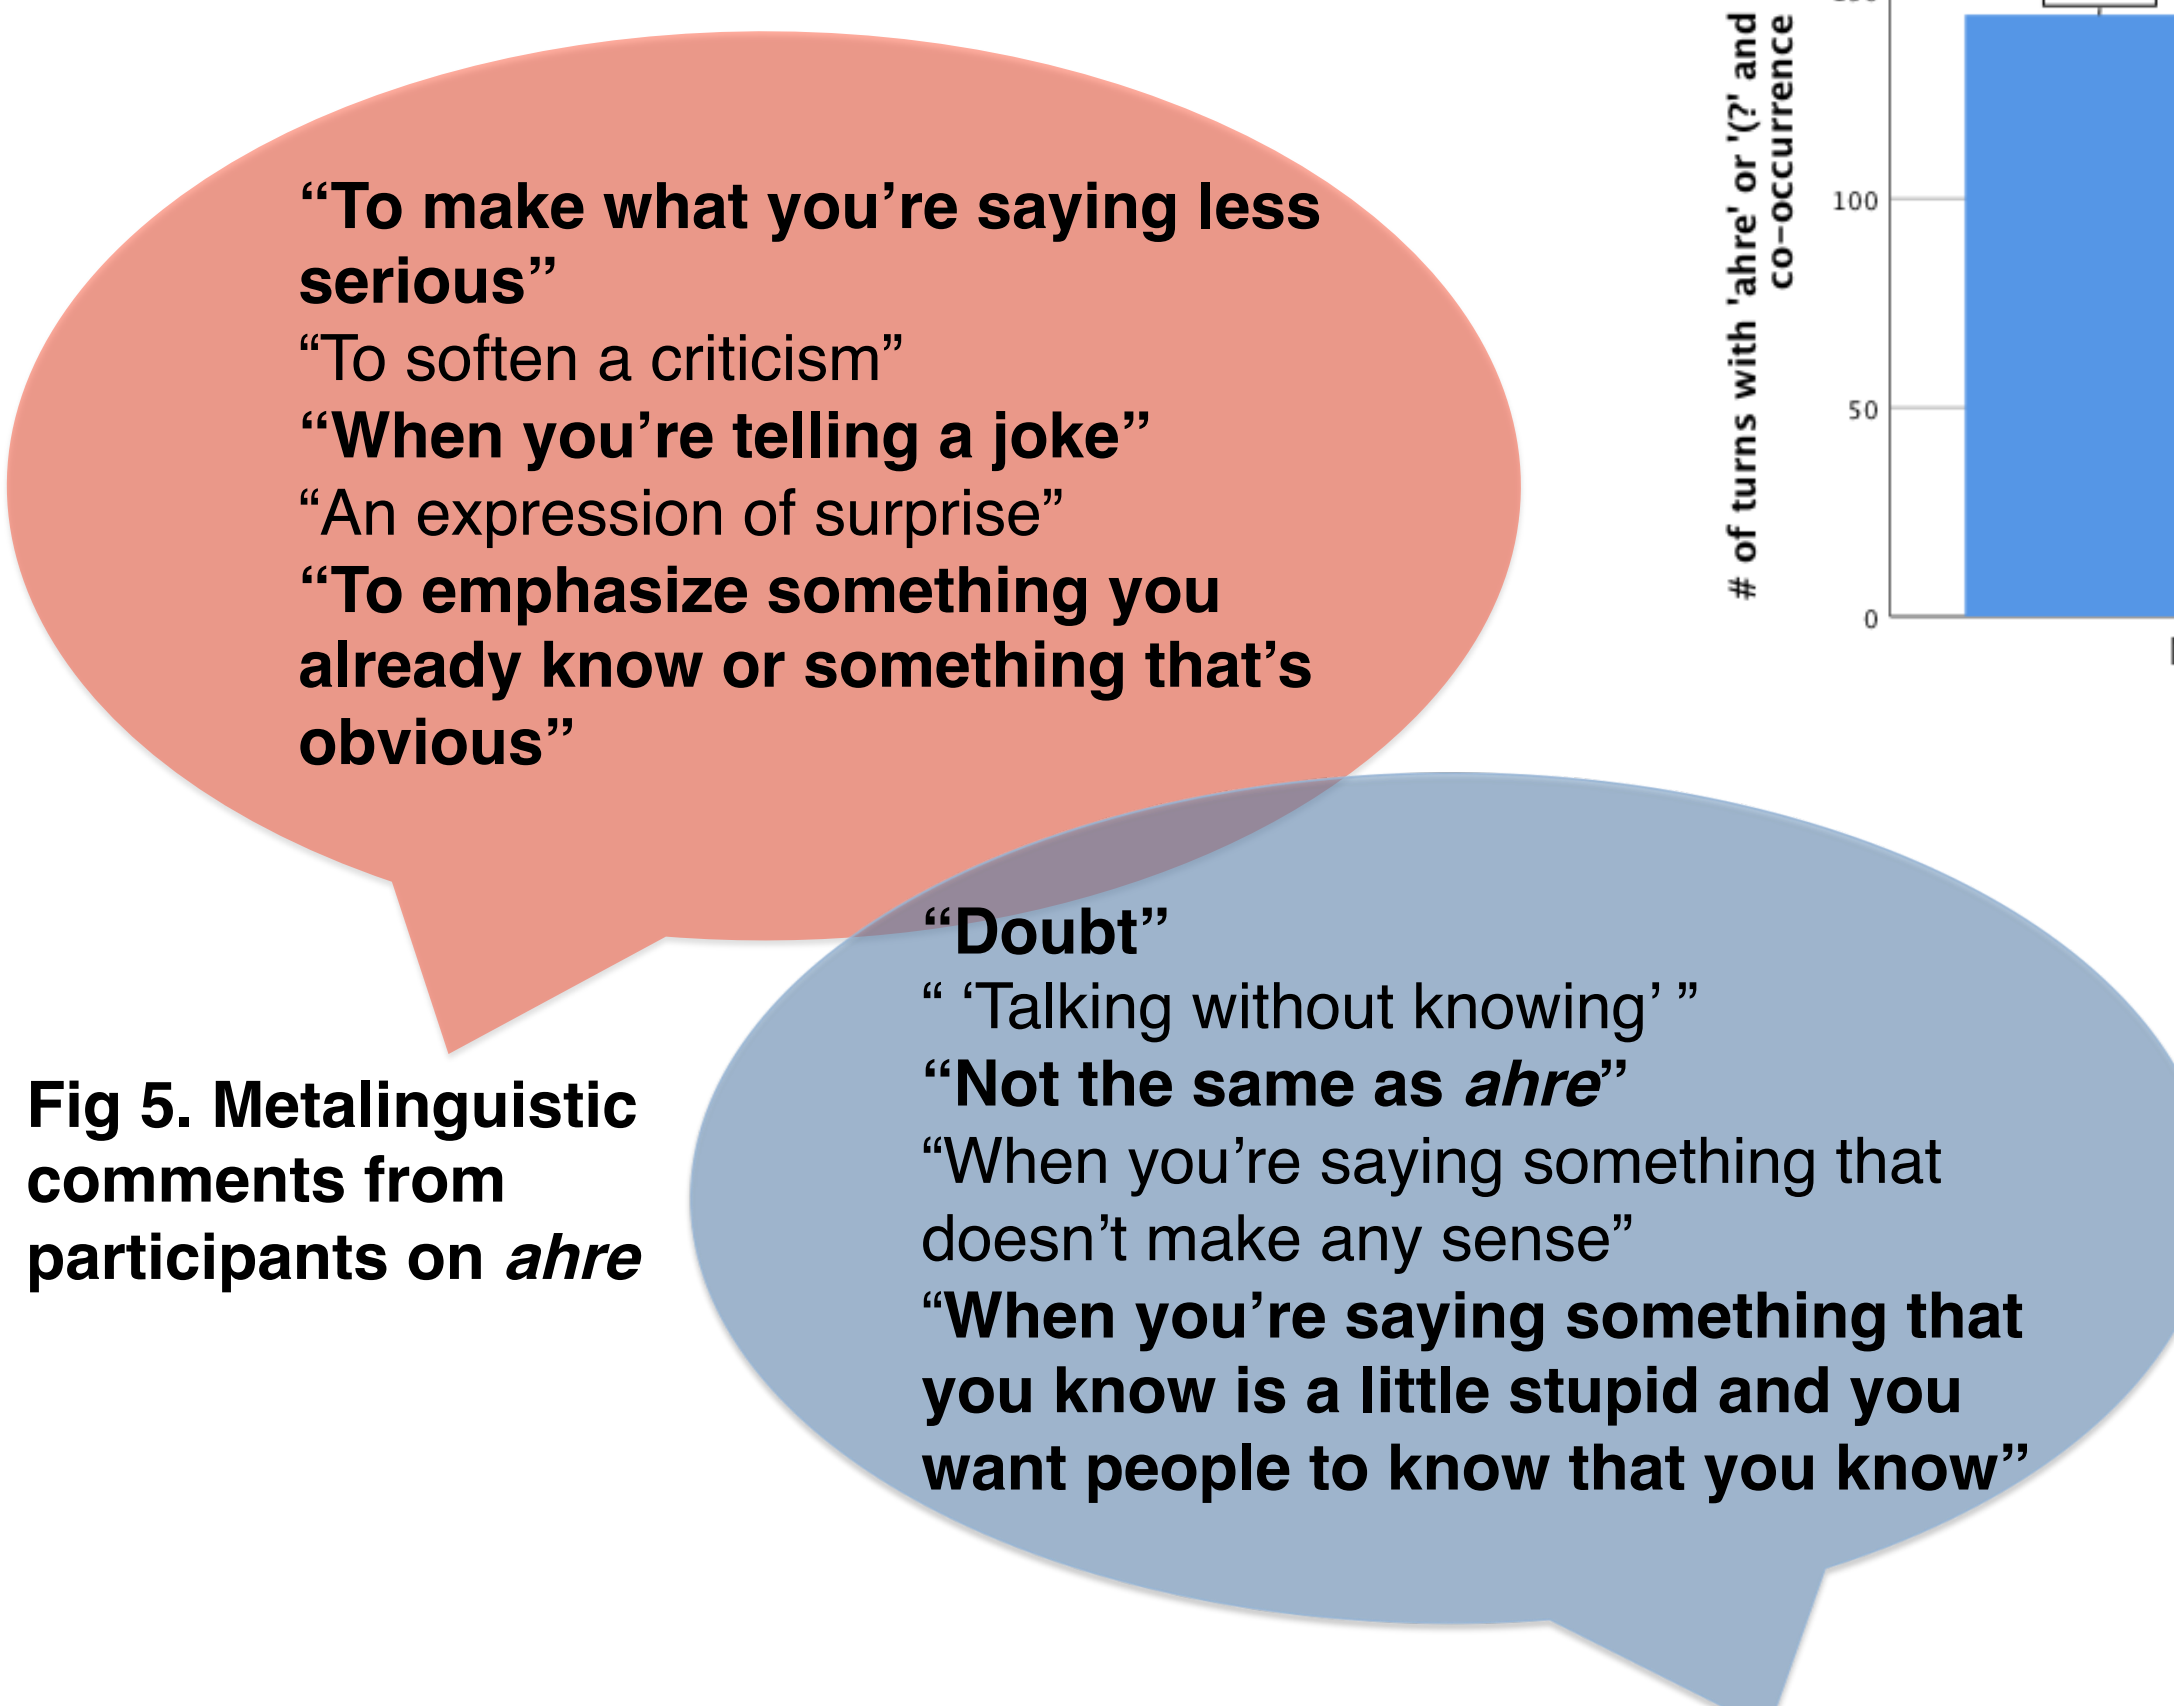 “To make what you’re saying less
serious”
“To soften a criticism”
“When you’re telling a joke”
“An expression of surprise”
“To emphasize something you
already know or something that’s
obvious”
# of turns with 'ahre' or '(?' and
co-occurrence
100
50
0
“Doubt”
“ ‘Talking without knowing’ ”
“Not the same as ahre”
“When you’re saying something that
doesn’t make any sense”
“When you’re saying something that
you know is a little stupid and you
want people to know that you know”
Fig 5. Metalinguistic
comments from
participants on ahre